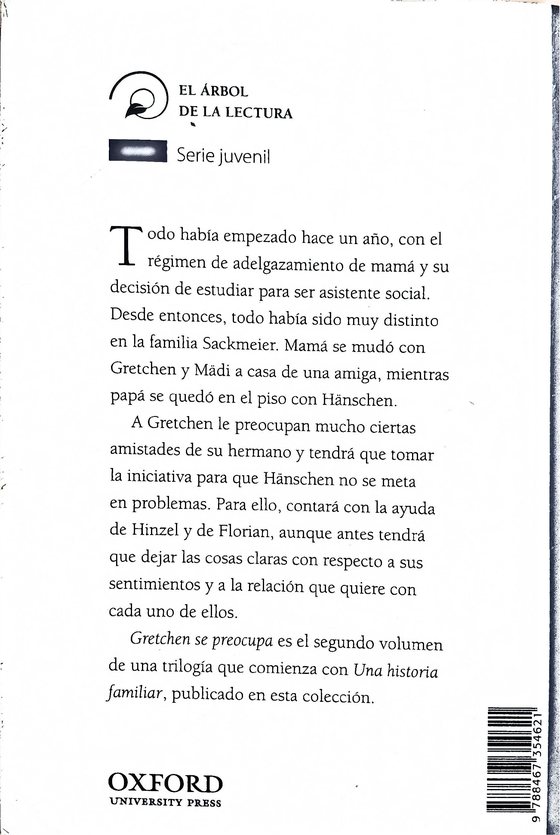 EL ÁRBOL
DE LA LECTURA
Serie juvenil
Todo había empezado hace un año, con el
régimen de adelgazamiento de mamá y su
decisión de estudiar para ser asistente social.
Desde entonces, todo había sido muy distinto
en la familia Sackmeier. Mamá se mudó con
Gretchen y Mädi a casa de una amiga, mientras
papá se quedó en el piso con Hänschen.
A Gretchen le preocupan mucho ciertas
amistades de su hermano y tendrá que tomar
la iniciativa para que Hänschen no se meta
en problemas. Para ello, contará con la ayuda
de Hinzel y de Florian, aunque antes tendrá
que dejar las cosas claras con respecto a sus
sentimientos y a la relación que quiere con
cada uno de ellos.
Gretchen se preocupa es el segundo volumen
de una trilogía que comienza con Una historia
familiar, publicado en esta colección.
OXFORD
UNIVERSITY PRESS
9 788467 354621